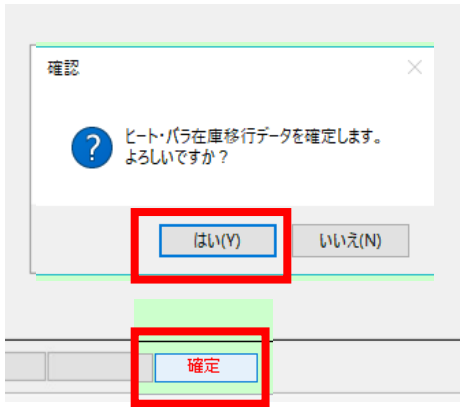 確認
ヒート・バラ在庫移行データを確定します。
よろしいですか？
はい(Y)
いいえ(N)
確定